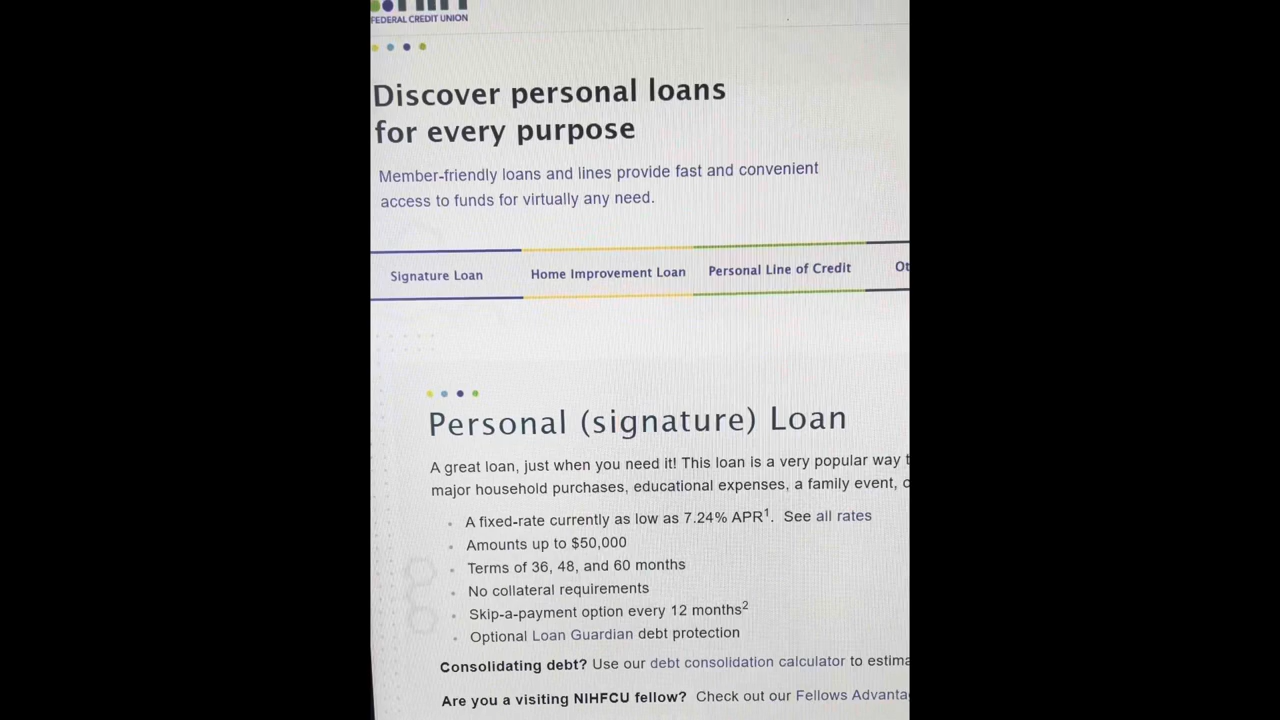 FEDERAL CREDIT UNION
Discover personal loans
for every purpose
Member-friendly loans and lines provide fast and convenient
access to funds for virtually any need.
Signature Loan Home Improvement Loan Personal Line of Credit
Personal (signature) Loan
A great loan, just when you need it! This loan is a very popular way
major household purchases, educational expenses, a family event,
• A fixed-rate currently as low as 7.24% APR1. See all rates
• Amounts up to $50,000
• Terms of 36, 48, and 60 months
• No collateral requirements
• Skip-a-payment option every 12 months2
• Optional Loan Guardian debt protection
Consolidating debt? Use our debt consolidation calculator to
Are you a visiting NIHFCU fellow? Check out our Fellows